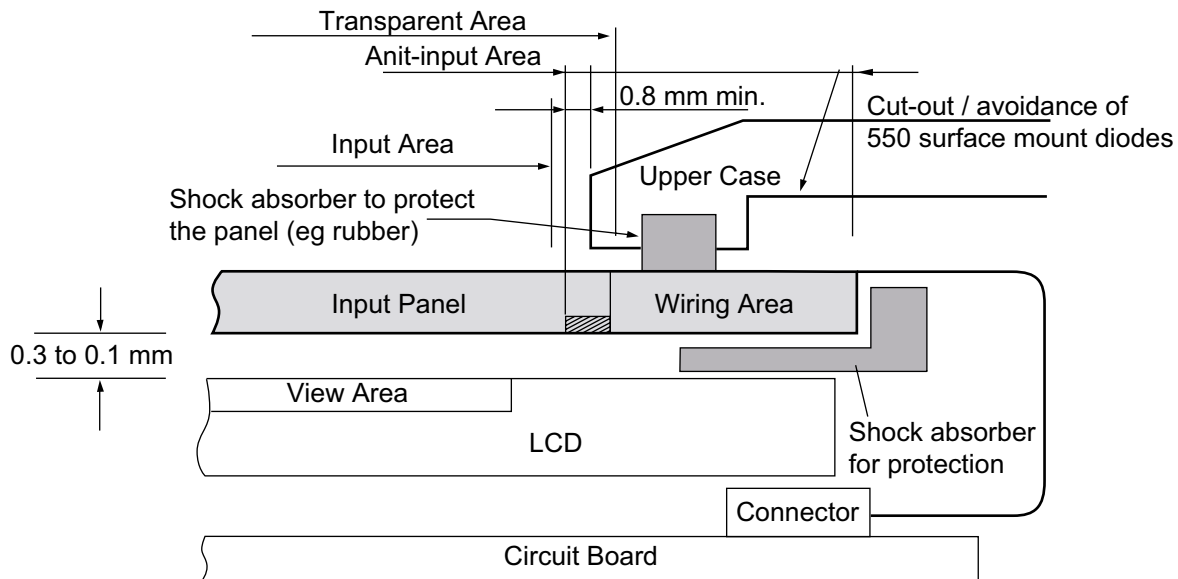 Transparent Area
Anit-input Area
0.8 mm min.
Cut-out / avoidance of
550 surface mount diodes
Input Area
Upper Case
Shock absorber to protect
the panel (eg rubber)
Input Panel
Wiring Area
0.3 to 0.1 mm
View Area
LCD
Shock absorber
for protection
Connector
Circuit Board